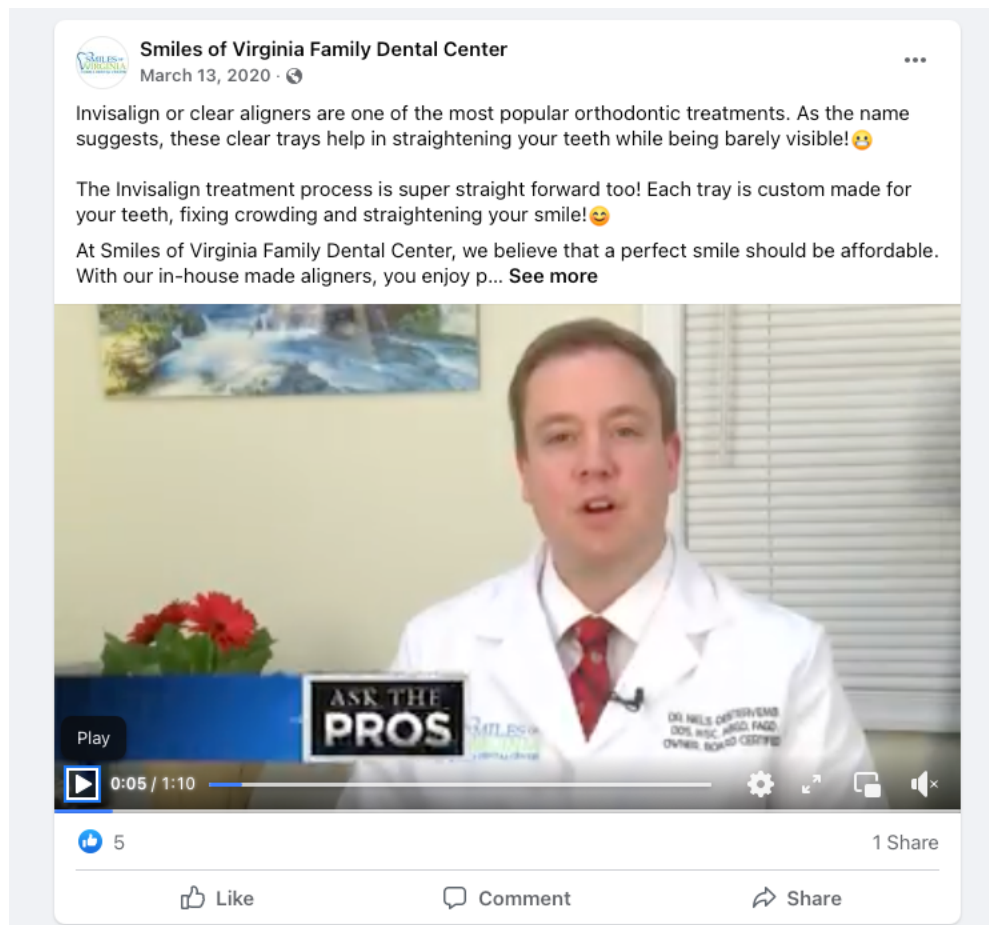 Smiles of Virginia Family Dental Center
March 13, 2020 ·
Invisalign or clear aligners are one of the most popular orthodontic treatments. As the name
suggests, these clear trays help in straightening your teeth while being barely visible!😬
The Invisalign treatment process is super straight forward too! Each tray is custom made for
your teeth, fixing crowding and straightening your smile!😊
At Smiles of Virginia Family Dental Center, we believe that a perfect smile should be affordable.
With our in-house made aligners, you enjoy p... See more
ASK THE
PROS
SMILES OF
VIRGINIA
Play
0:05 / 1:10
5
1 Share
Like
Comment
Share